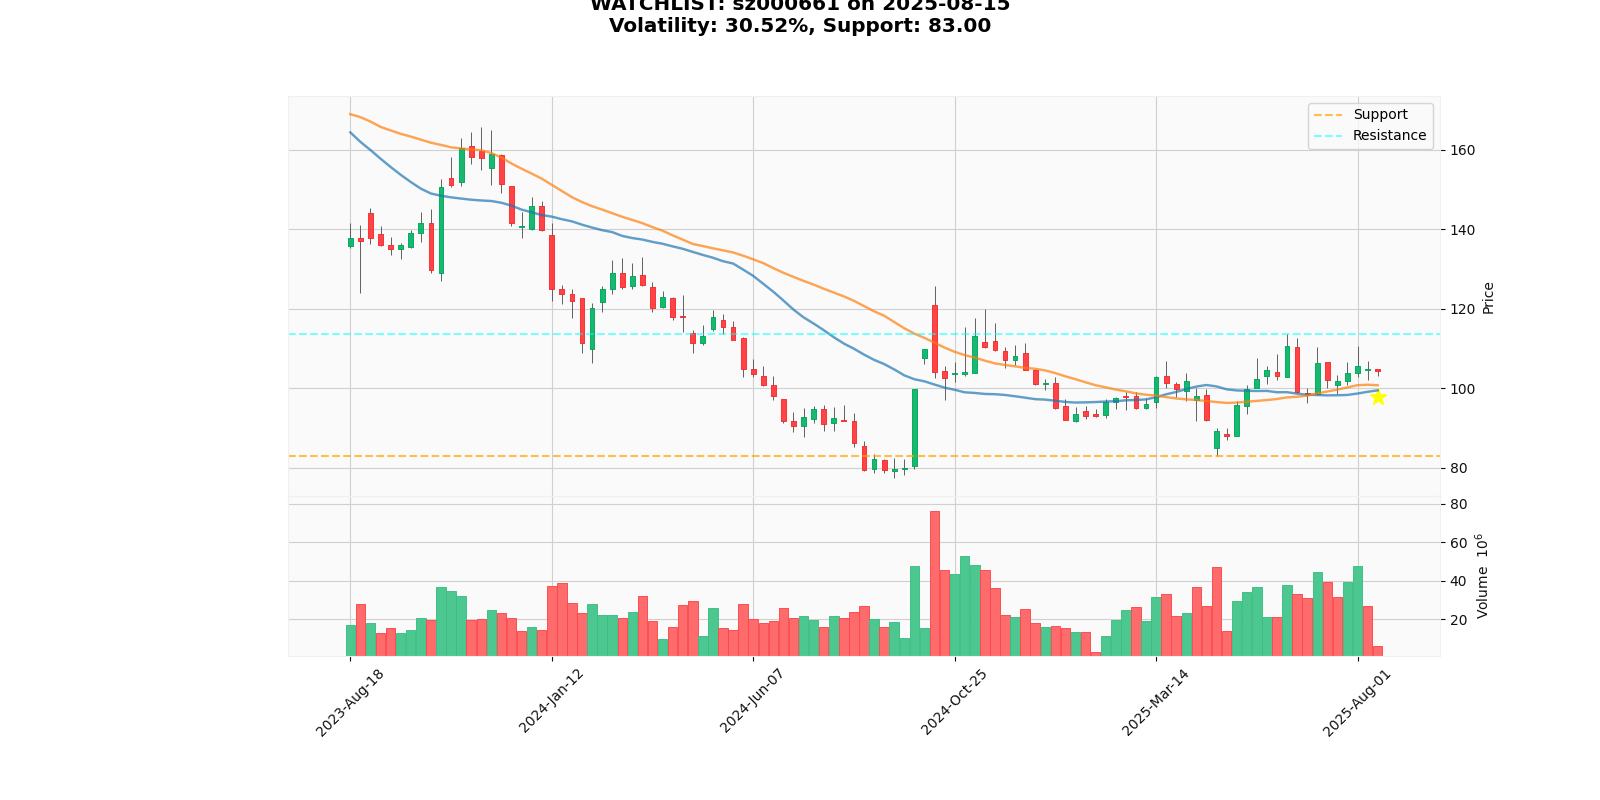 WATCHLIST: sz000661 on 2025-08-15
Volatility: 30.52%, Support: 83.00
Support
Resistance
160
140
120
100
80
Price
80
60
40
20
Volume 10^6
2023-Aug-18
2024-Jan-12
2024-Jun-07
2024-Oct-25
2025-Mar-14
2025-Aug-01